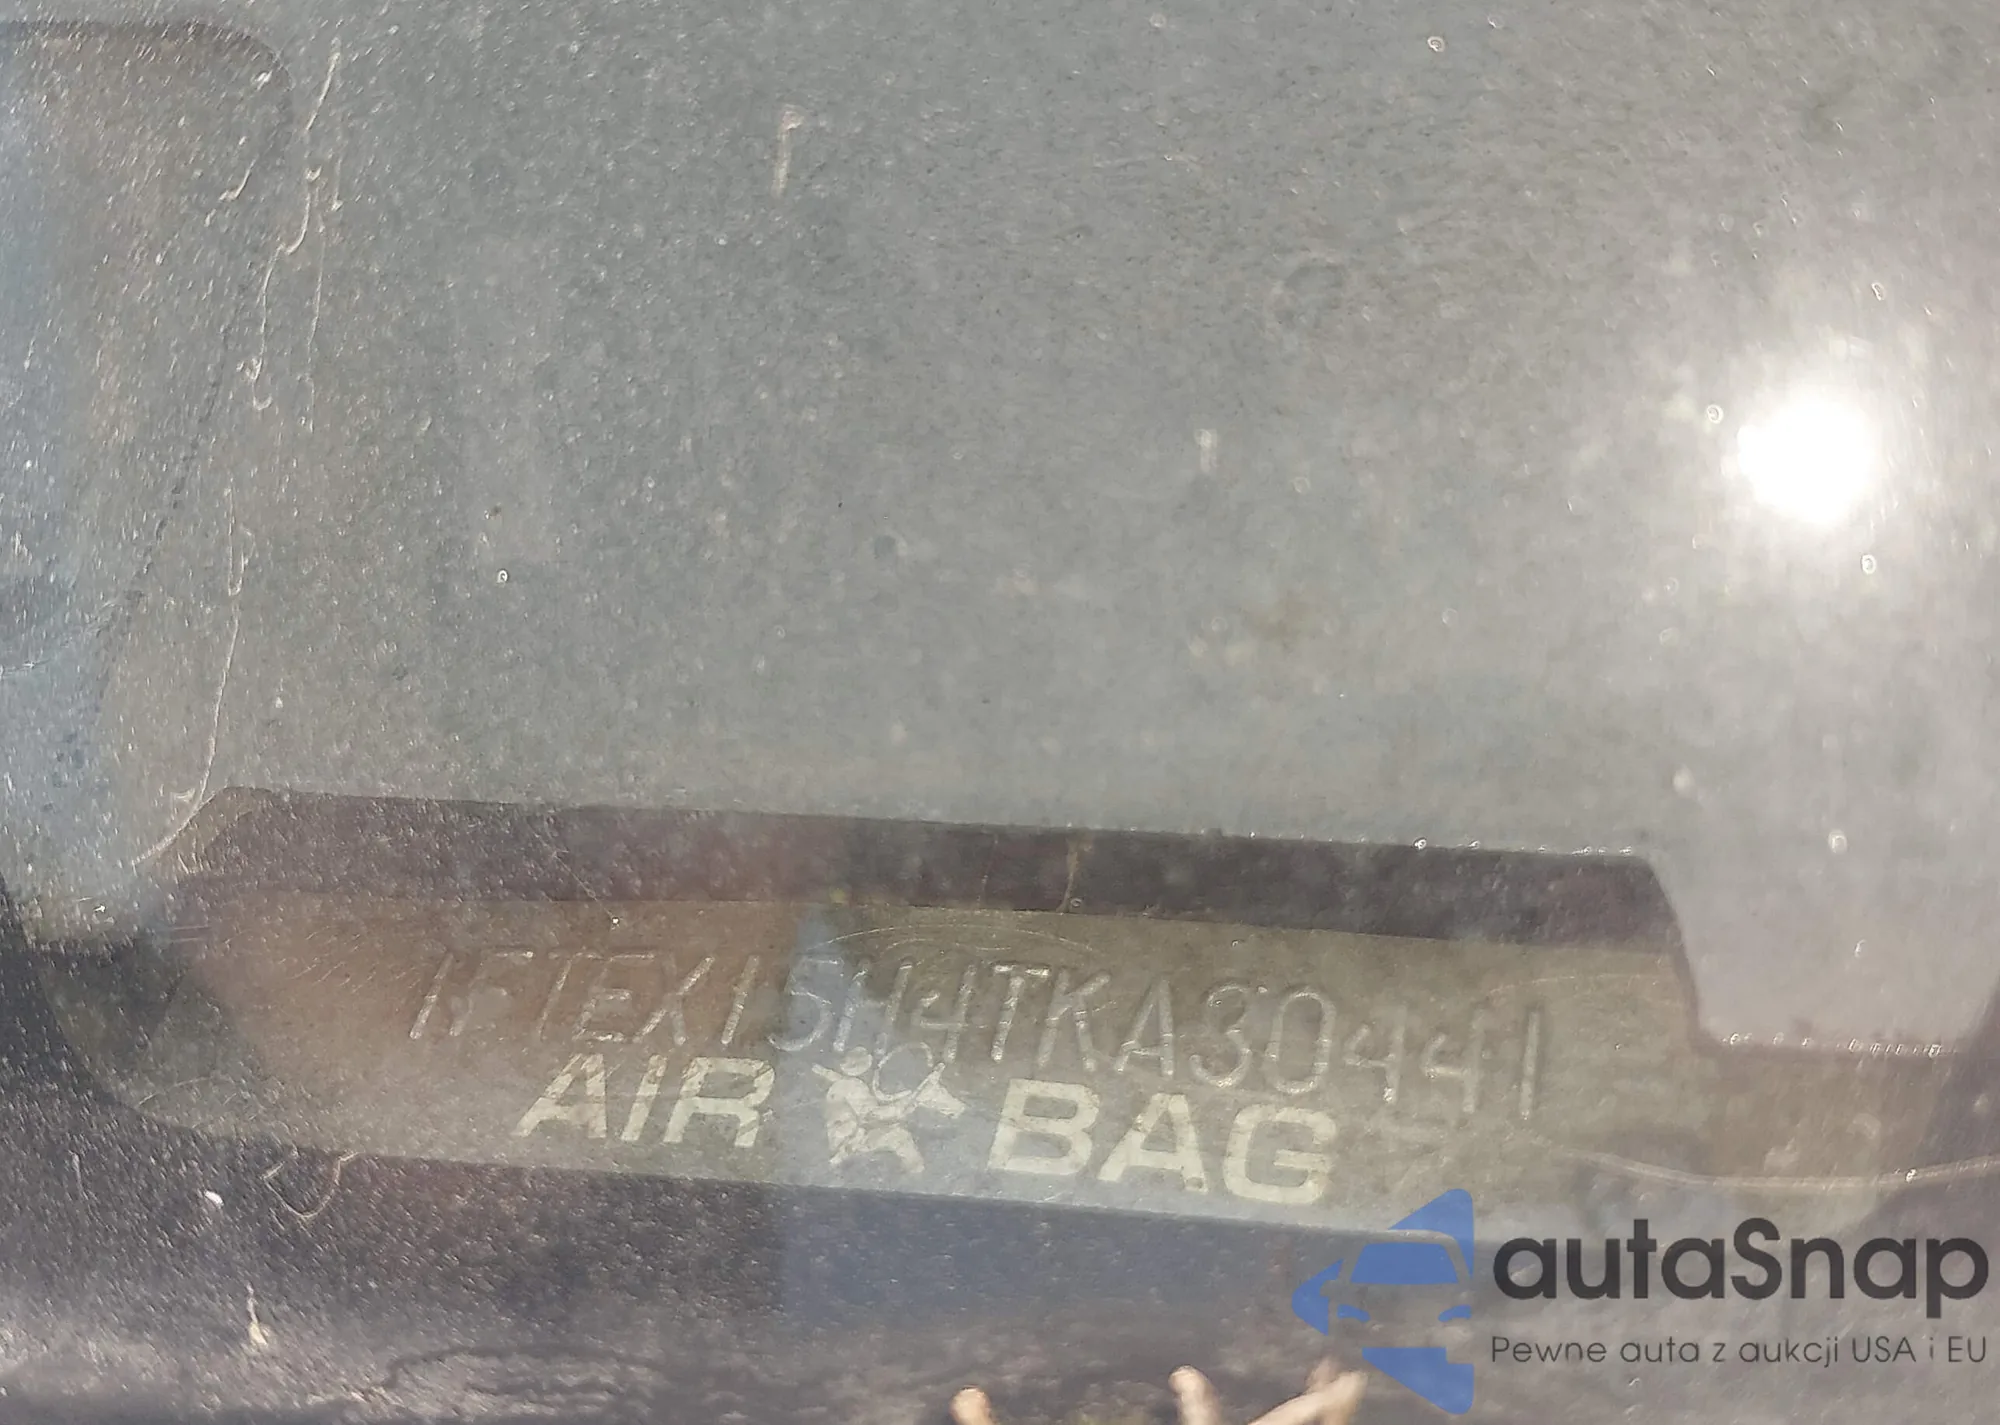 1FTEX15H4TKA30441
AIR BAG
autaSnap
Pewne auta z aukcji USA i EU